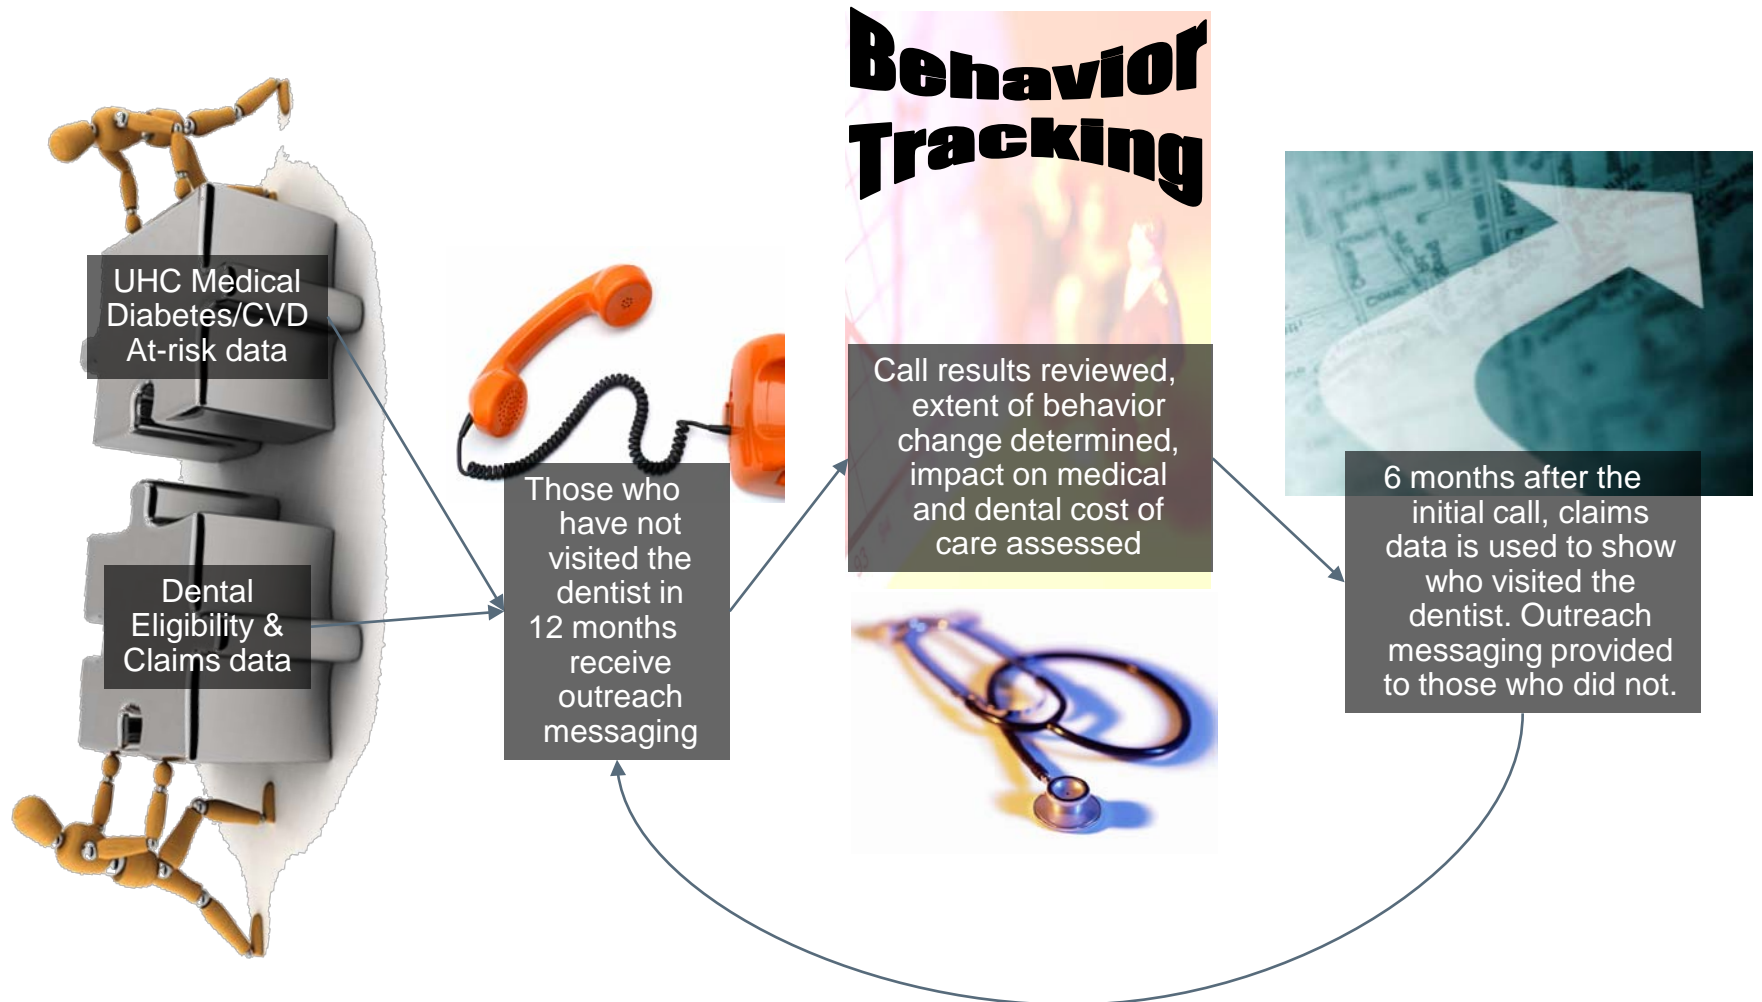 Behavior
Tracking
UHC Medical
Diabetes/CVD
At-risk data
Dental
Eligibility &
Claims data
Those who
have not
visited the
dentist in
12 months
receive
outreach
messaging
Call results reviewed,
extent of behavior
change determined,
impact on medical
and dental cost of
care assessed
6 months after the
initial call, claims
data is used to show
who visited the
dentist. Outreach
messaging provided
to those who did not.